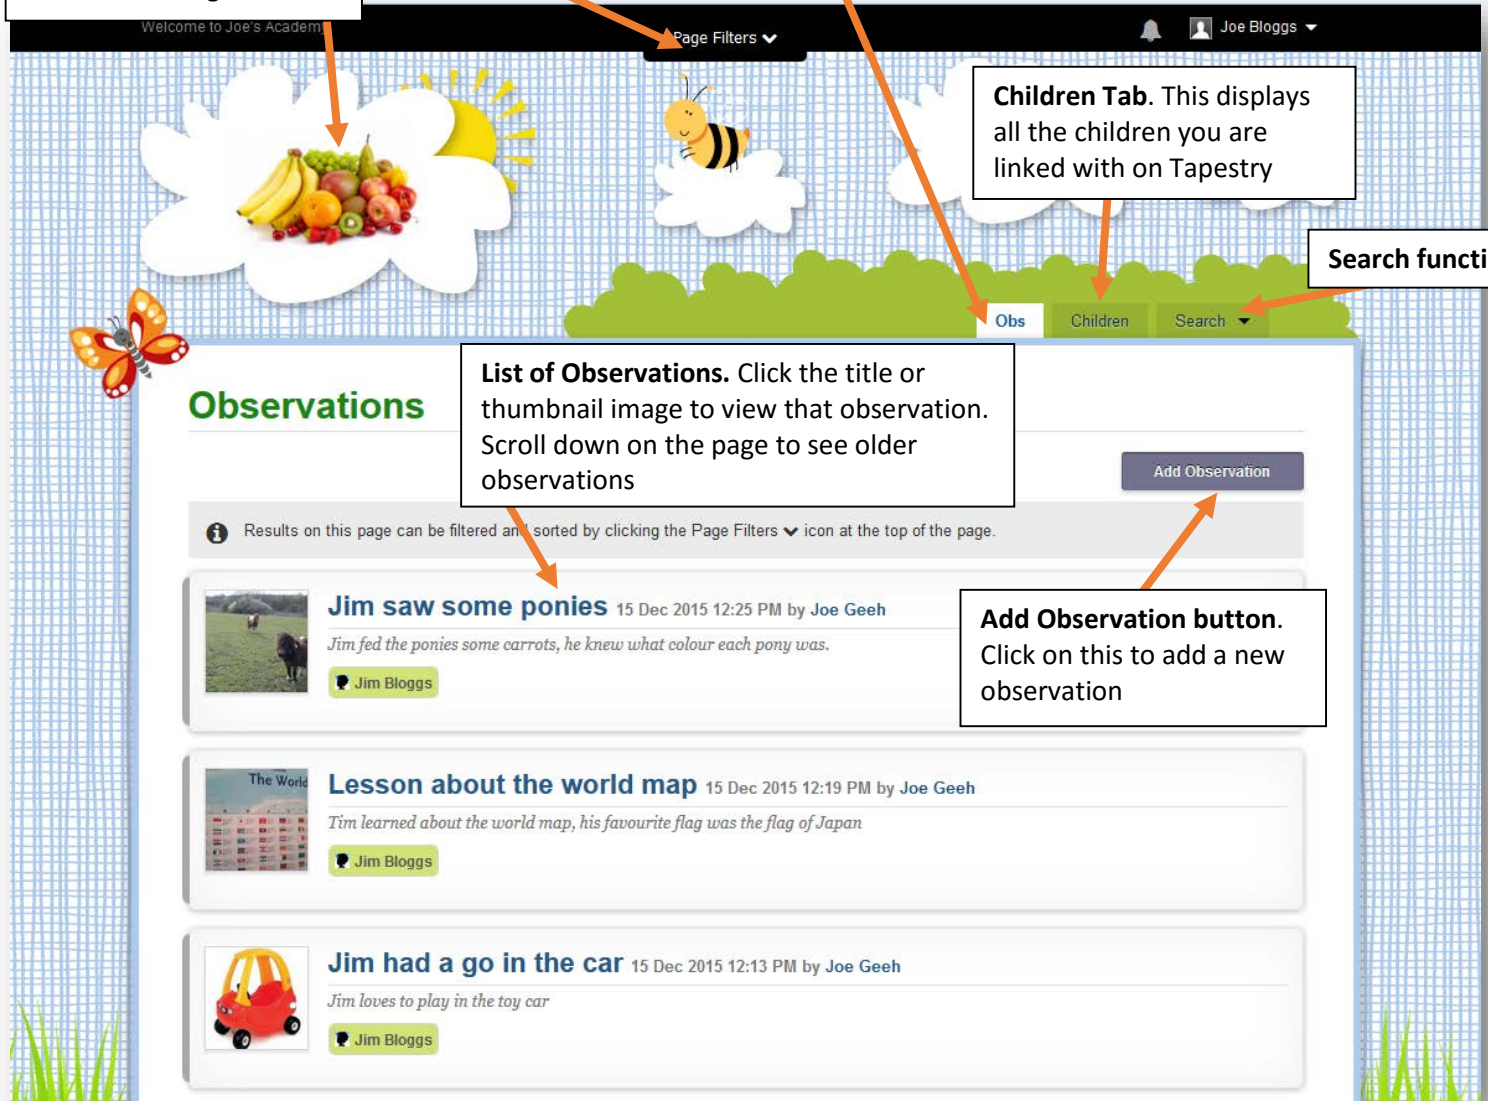 Welcome to Joe's Academy
Page Filters
Joe Bloggs
Children Tab. This displays
all the children you are
linked with on Tapestry
Search functi
Obs
Children
Search
List of Observations. Click the title or
thumbnail image to view that observation.
Scroll down on the page to see older
observations
Observations
Add Observation
Results on this page can be filtered and sorted by clicking the Page Filters icon at the top of the page.
Jim saw some ponies 15 Dec 2015 12:25 PM by Joe Geeh
Jim fed the ponies some carrots, he knew what colour each pony was.
Jim Bloggs
Add Observation button.
Click on this to add a new
observation
The World
Lesson about the world map 15 Dec 2015 12:19 PM by Joe Geeh
Tim learned about the world map, his favourite flag was the flag of Japan
Jim Bloggs
Jim had a go in the car 15 Dec 2015 12:13 PM by Joe Geeh
Jim loves to play in the toy car
Jim Bloggs